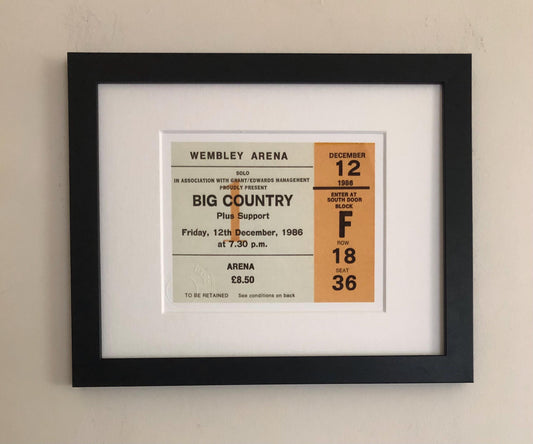 WEMBLEY ARENA
SOLO
IN ASSOCIATION WITH GRANT/EDWARDS MANAGEMENT
PROUDLY PRESENT
BIG COUNTRY
Plus Support
Friday, 12th December, 1986
at 7.30 p.m.
ARENA
£8.50
TO BE RETAINED See conditions on back
DECEMBER
12
1986
ENTER AT
SOUTH DOOR
BLOCK
F
ROW
18
SEAT
36